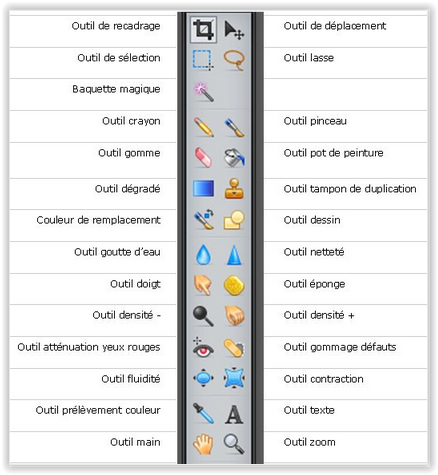 Outil de recadrage
Outil de déplacement
Outil de sélection
Outil lasse
Baquette magique
Outil crayon
Outil pinceau
Outil gomme
Outil pot de peinture
Outil dégradé
Outil tampon de duplication
Couleur de remplacement
Outil dessin
Outil goutte d'eau
Outil netteté
Outil doigt
Outil éponge
Outil densité -
Outil densité +
Outil atténuation yeux rouges
Outil gommage défauts
Outil fluidité
Outil contraction
Outil prélèvement couleur
Outil texte
Outil main
Outil zoom